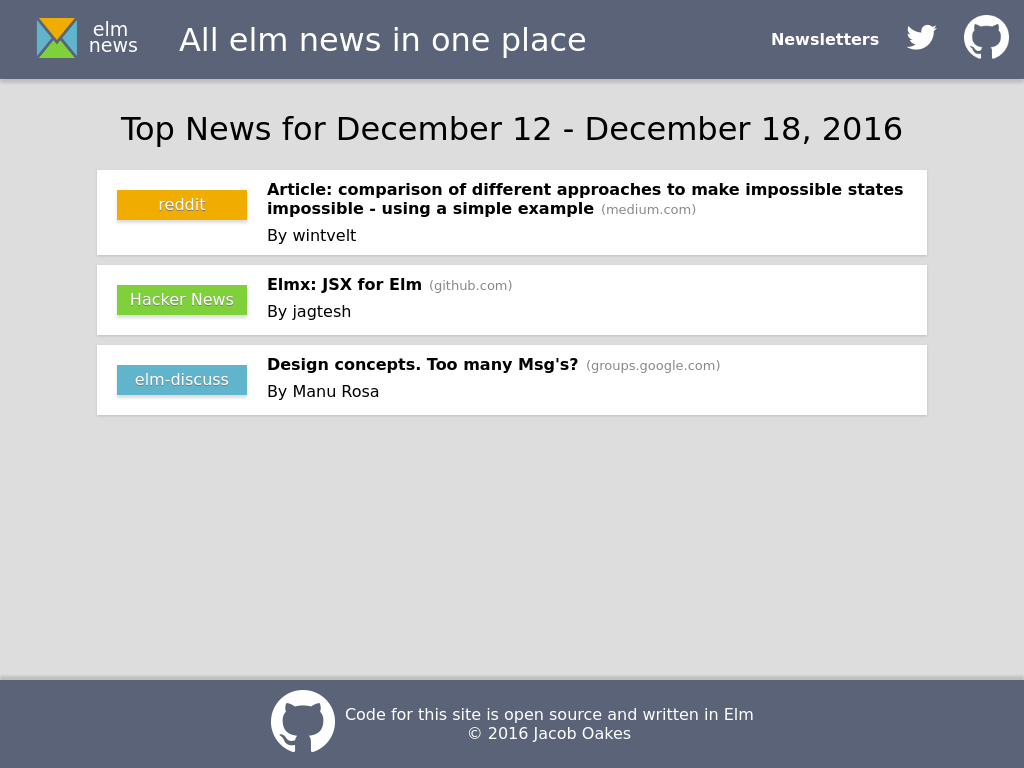 elm
news
All elm news in one place
Newsletters
Top News for December 12 - December 18, 2016
reddit
Article: comparison of different approaches to make impossible states
impossible - using a simple example (medium.com)
By wintvelt
Hacker News
Elmx: JSX for Elm (github.com)
By jagtesh
elm-discuss
Design concepts. Too many Msg's? (groups.google.com)
By Manu Rosa
Code for this site is open source and written in Elm
© 2016 Jacob Oakes